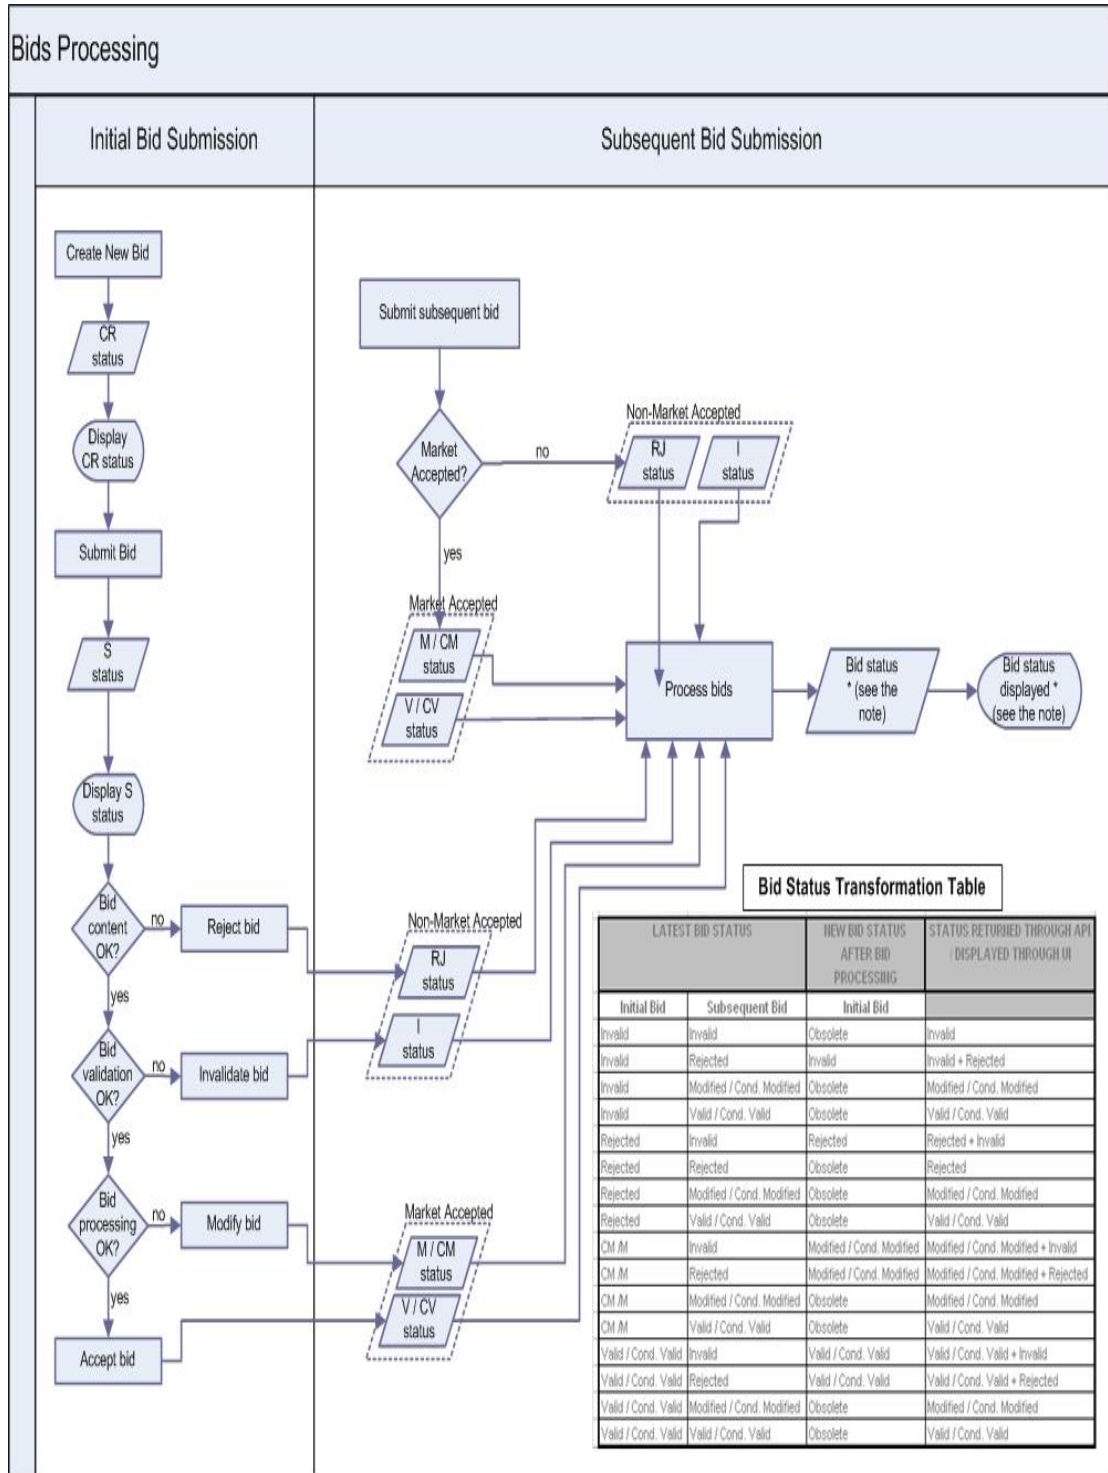 Bids Processing
Initial Bid Submission
Subsequent Bid Submission
Create New Bid
CR
status
Display
CR status
Submit Bid
S
status
Display S
status
Bid
content
OK?
no
Reject bid
yes
Bid
validation
OK?
no
Invalidate bid
yes
Bid
processing
OK?
no
Modify bid
yes
Accept bid
Submit subsequent bid
Market
Accepted?
no
Non-Market Accepted
RJ
status
I
status
yes
Market Accepted
M / CM
status
V / CV
status
Process bids
Bid status
* (see the
note)
Bid status
displayed *
(see the note)
Non-Market Accepted
RJ
status
I
status
Market Accepted
M / CM
status
V / CV
status
Bid Status Transformation Table
LATEST BID STATUS
NEW BID STATUS
AFTER BID
PROCESSING
STATUS RETURNED THROUGH API
/ DISPLAYED THROUGH UI
Initial Bid Subsequent Bid Initial Bid
Invalid Invalid Obsolete Invalid
Invalid Rejected Invalid Invalid + Rejected
Invalid Modified / Cond. Modified Obsolete Modified / Cond. Modified
Invalid Valid / Cond. Valid Obsolete Valid / Cond. Valid
Rejected Invalid Rejected Rejected + Invalid
Rejected Rejected Obsolete Rejected
Rejected Modified / Cond. Modified Obsolete Modified / Cond. Modified
Rejected Valid / Cond. Valid Obsolete Valid / Cond. Valid
CM /M Invalid Modified / Cond. Modified Modified / Cond. Modified + Invalid
CM /M Rejected Modified / Cond. Modified Modified / Cond. Modified + Rejected
CM /M Modified / Cond. Modified Obsolete Modified / Cond. Modified
CM /M Valid / Cond. Valid Obsolete Valid / Cond. Valid
Valid / Cond. Valid Invalid Valid / Cond. Valid Valid / Cond. Valid + Invalid
Valid / Cond. Valid Rejected Valid / Cond. Valid Valid / Cond. Valid + Rejected
Valid / Cond. Valid Modified / Cond. Modified Obsolete Modified / Cond. Modified
Valid / Cond. Valid Valid / Cond. Valid Obsolete Valid / Cond. Valid